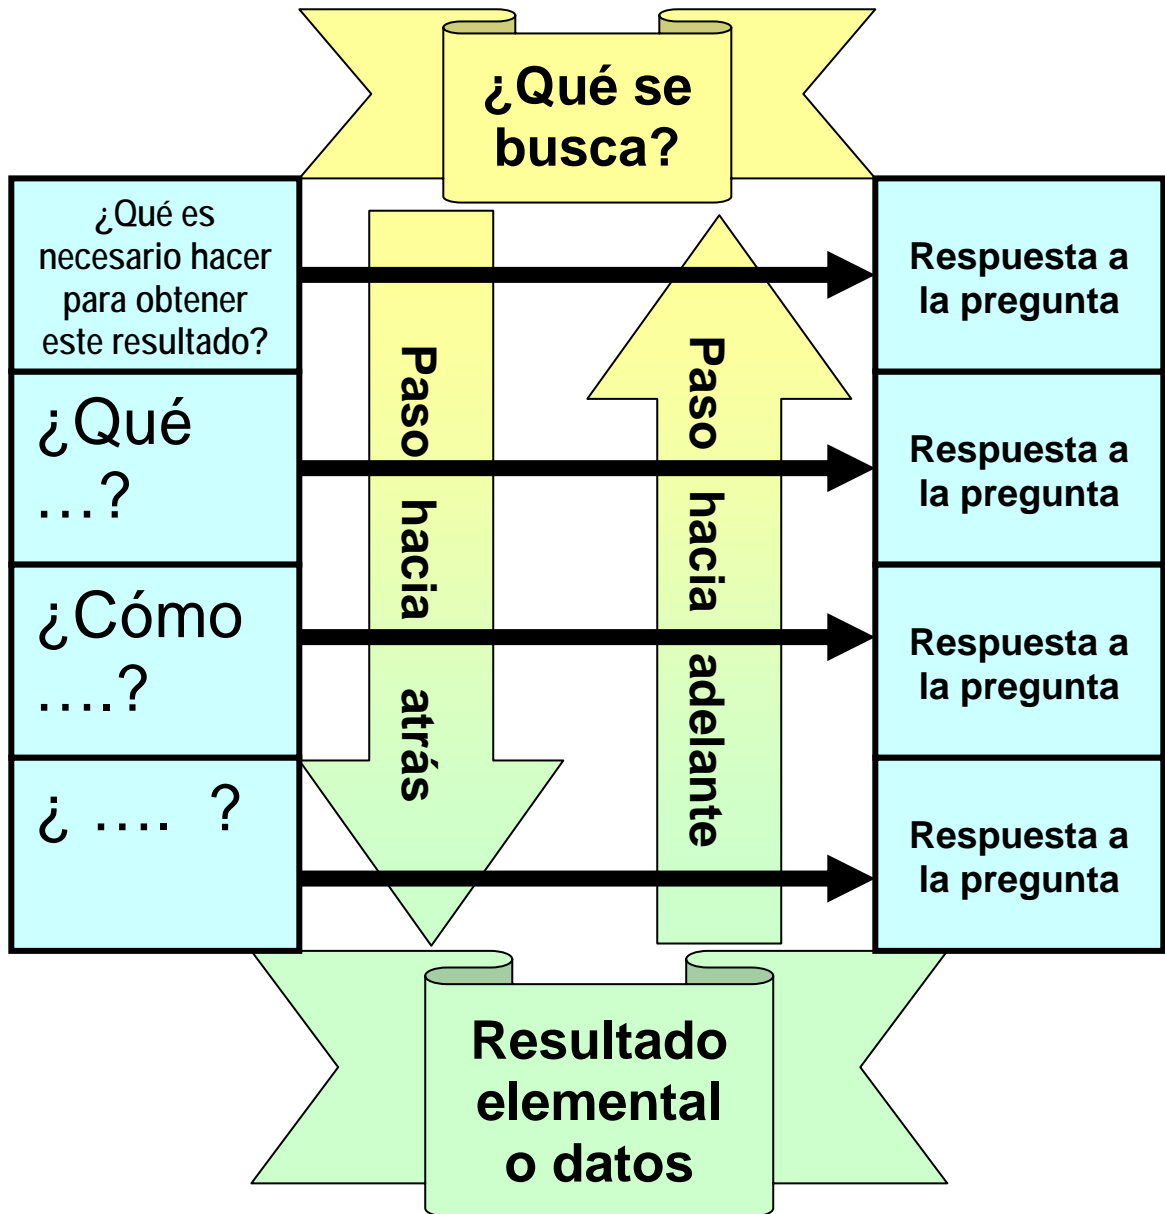 ¿Qué se
busca?
¿Qué es
necesario hacer
para obtener
este resultado?
Respuesta a
la pregunta
¿Qué
...?
Respuesta a
la pregunta
¿Cómo
....?
Respuesta a
la pregunta
¿ .... ?
Respuesta a
la pregunta
Paso hacia atrás
Paso hacia adelante
Resultado
elemental
o datos